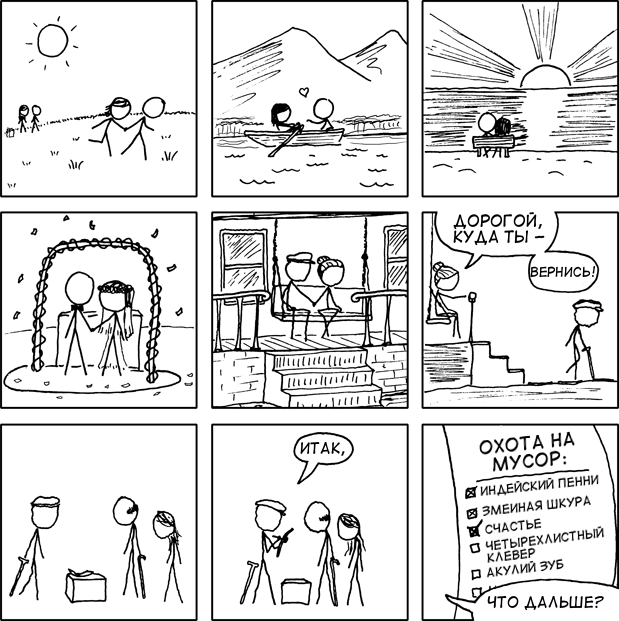 ДОРОГОЙ,
КУДА ТЫ –
ВЕРНИСЬ!
ИТАК,
ОХОТА НА
МУСОР:
ИНДЕЙСКИЙ ПЕННИ
ЗМЕИНАЯ ШКУРА
СЧАСТЬЕ
ЧЕТЫРЕХЛИСТНЫЙ
КЛЕВЕР
АКУЛИЙ ЗУБ
ЧТО ДАЛЬШЕ?